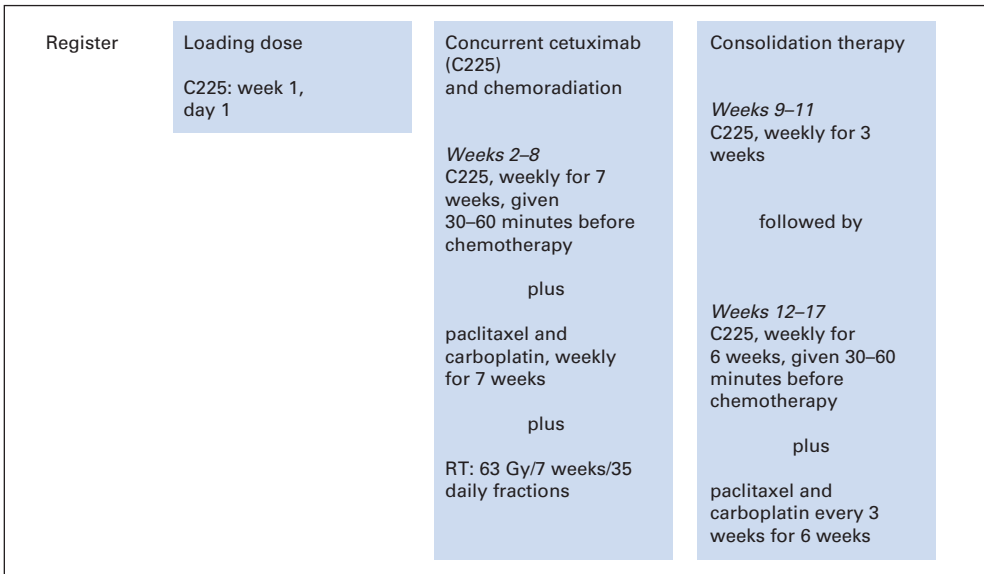 Register
Loading dose
C225: week 1,
day 1
Concurrent cetuximab
(C225)
and chemoradiation
Weeks 2–8
C225, weekly for 7
weeks, given
30–60 minutes before
chemotherapy
plus
paclitaxel and
carboplatin, weekly
for 7 weeks
plus
RT: 63 Gy/7 weeks/35
daily fractions
Consolidation therapy
Weeks 9–11
C225, weekly for 3
weeks
followed by
Weeks 12–17
C225, weekly for
6 weeks, given 30–60
minutes before
chemotherapy
plus
paclitaxel and
carboplatin every 3
weeks for 6 weeks